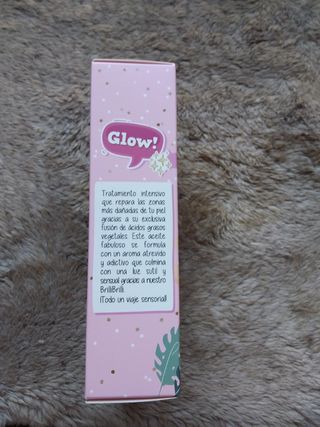 Glow!
Tratamiento intensivo
que repara las zonas
más dañadas de tu piel
gracias a su exclusiva
fusión de ácidos grasos
vegetales. Este aceite
fabuloso se formula
con un aroma atrevido
y adictivo que culmina
con una luz sutil y
sensual gracias a nuestro
BrilliBrilli.
¡Todo un viaje sensorial!